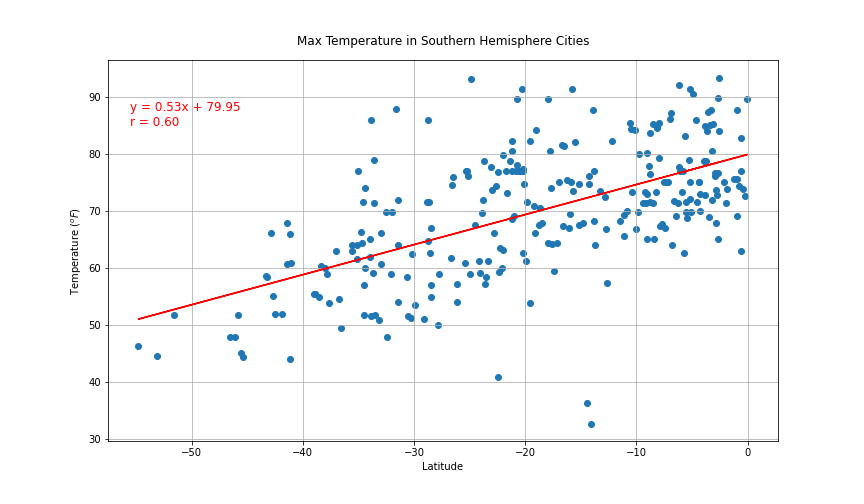 Max Temperature in Southern Hemisphere Cities
y = 0.53x + 79.95
r = 0.60
90
80
70
60
50
40
30
Temperature (°F)
−50
−40
−30
−20
−10
0
Latitude